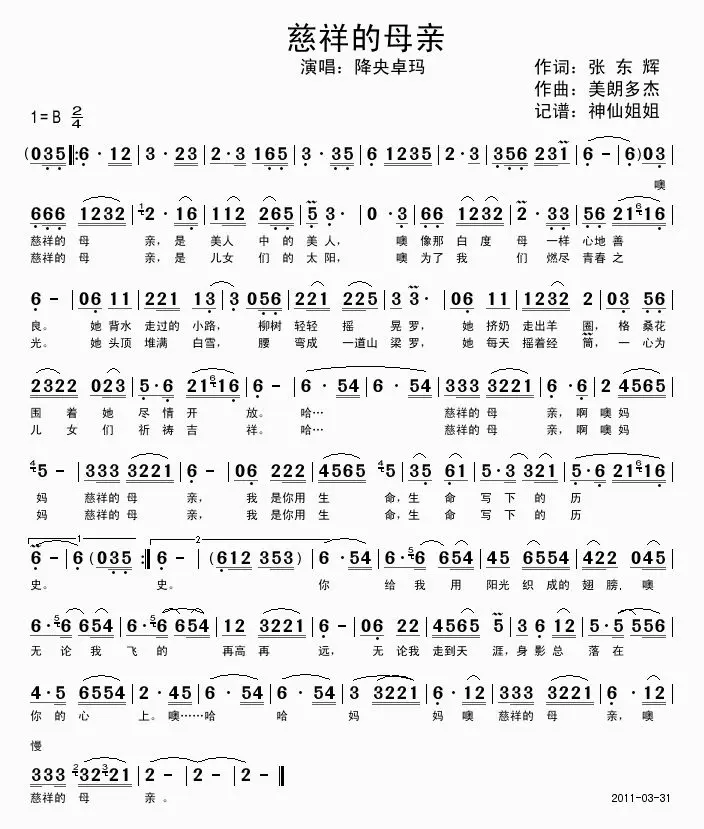 慈祥的母亲
演唱：降央卓玛
作词：张 东 辉
作曲：美朗多杰
记谱：神仙姐姐
1=B 2/4
(035):6·12|3·23|2·3 165|3·35|6 1235|2·3 356 231|6 -|6)03|
噢
666 1232|2·16|112 265|5 3·|0·3|66 1232|2·33|56 21616|
慈祥的 母 亲，是 美人 中 的 美 人， 噢 像那 白 度 母 一样 心地 善
慈祥的 母 亲，是 儿女 们 的 太 阳， 噢 为了 我 们 燃尽 青春 之
6 -|06 11|221 13|3 056|221 225|3 3·|06 11|1232 2|03 56|
良。 她 背水 走过的 小路， 柳树 轻轻 摇 晃 罗， 她 挤奶 走出羊 圈， 格 桑花
光。 她 头顶 堆满 白雪， 腰 弯成 一道山 梁 罗， 她 每天 摇着经 筒， 一 心为
2322 023|5·6 21616|6 -|6·54|6·54|333 3221|6·6|2 4565|
围 着 她 尽 情 开 放。 哈… 慈祥的 母 亲，啊 噢妈
儿 女 们 祈 祷 吉 祥。 哈… 慈祥的 母 亲，啊 噢妈
45 -|333 3221|6 -|06 222|4565 45|35 61|5·3 321|5·6 21616|
妈 慈祥的 母 亲， 我 是你用 生 命，生 命 写 下 的 历
妈 慈祥的 母 亲， 我 是你用 生 命，生 命 写 下 的 历
1 2
6 -|6(035:|6 -|(612 353)|6·54|6·56 654|45 6554|422 045|
史。 史。 你 给 我 用 阳光 织 成的 翅 膀，噢
6·56 654|6·56 654|12 3221|6 -|06 22|4565 5|3 6 12|5·5 556|
无 论 我 飞 的 再高 再 远， 无 论我 走到天 涯，身 影总 落 在
4·5 6554|2·45|6·54|6·54|3 3221|6·12|333 3221|6·6|
你 的 心 上。噢……哈 哈 妈 妈 噢 慈祥的 母 亲，噢
慢
333 232321|2 -|2 -|2 -||
慈祥的 母 亲 。
2011-03-31